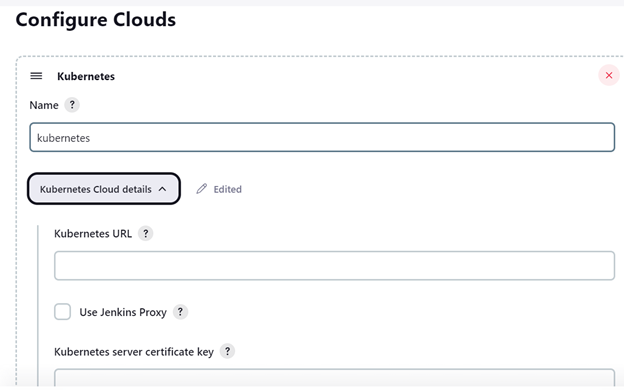 Configure Clouds
Kubernetes
Name ?
kubernetes
Kubernetes Cloud details Edited
Kubernetes URL ?
Use Jenkins Proxy ?
Kubernetes server certificate key ?